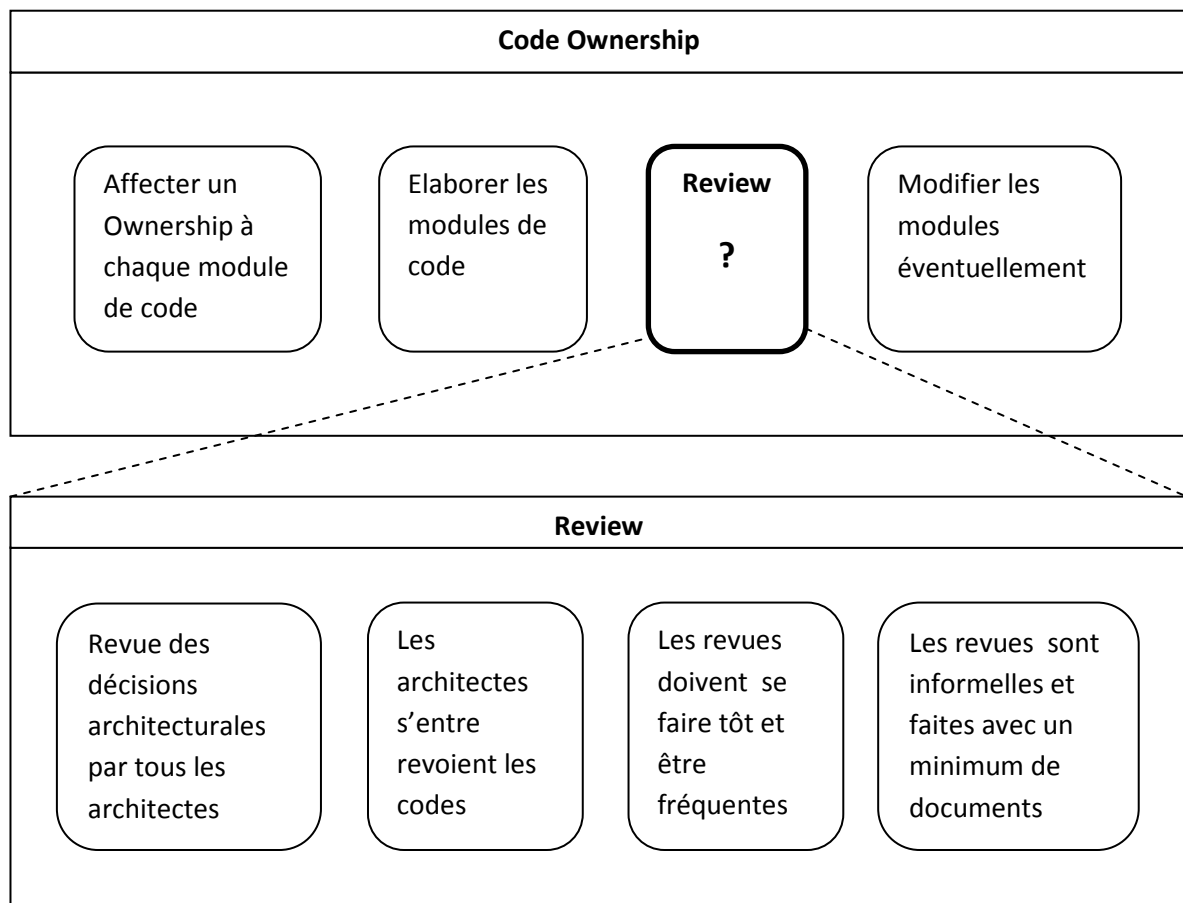 Code Ownership
Affecter un
Ownership à
chaque module
de code
Elaborer les
modules de
code
Review
?
Modifier les
modules
éventuellement
Review
Revue des
décisions
architecturales
par tous les
architectes
Les
architectes
s’entre
revoient les
codes
Les revues
doivent se
faire tôt et
être
fréquentes
Les revues sont
informelles et
faites avec un
minimum de
documents